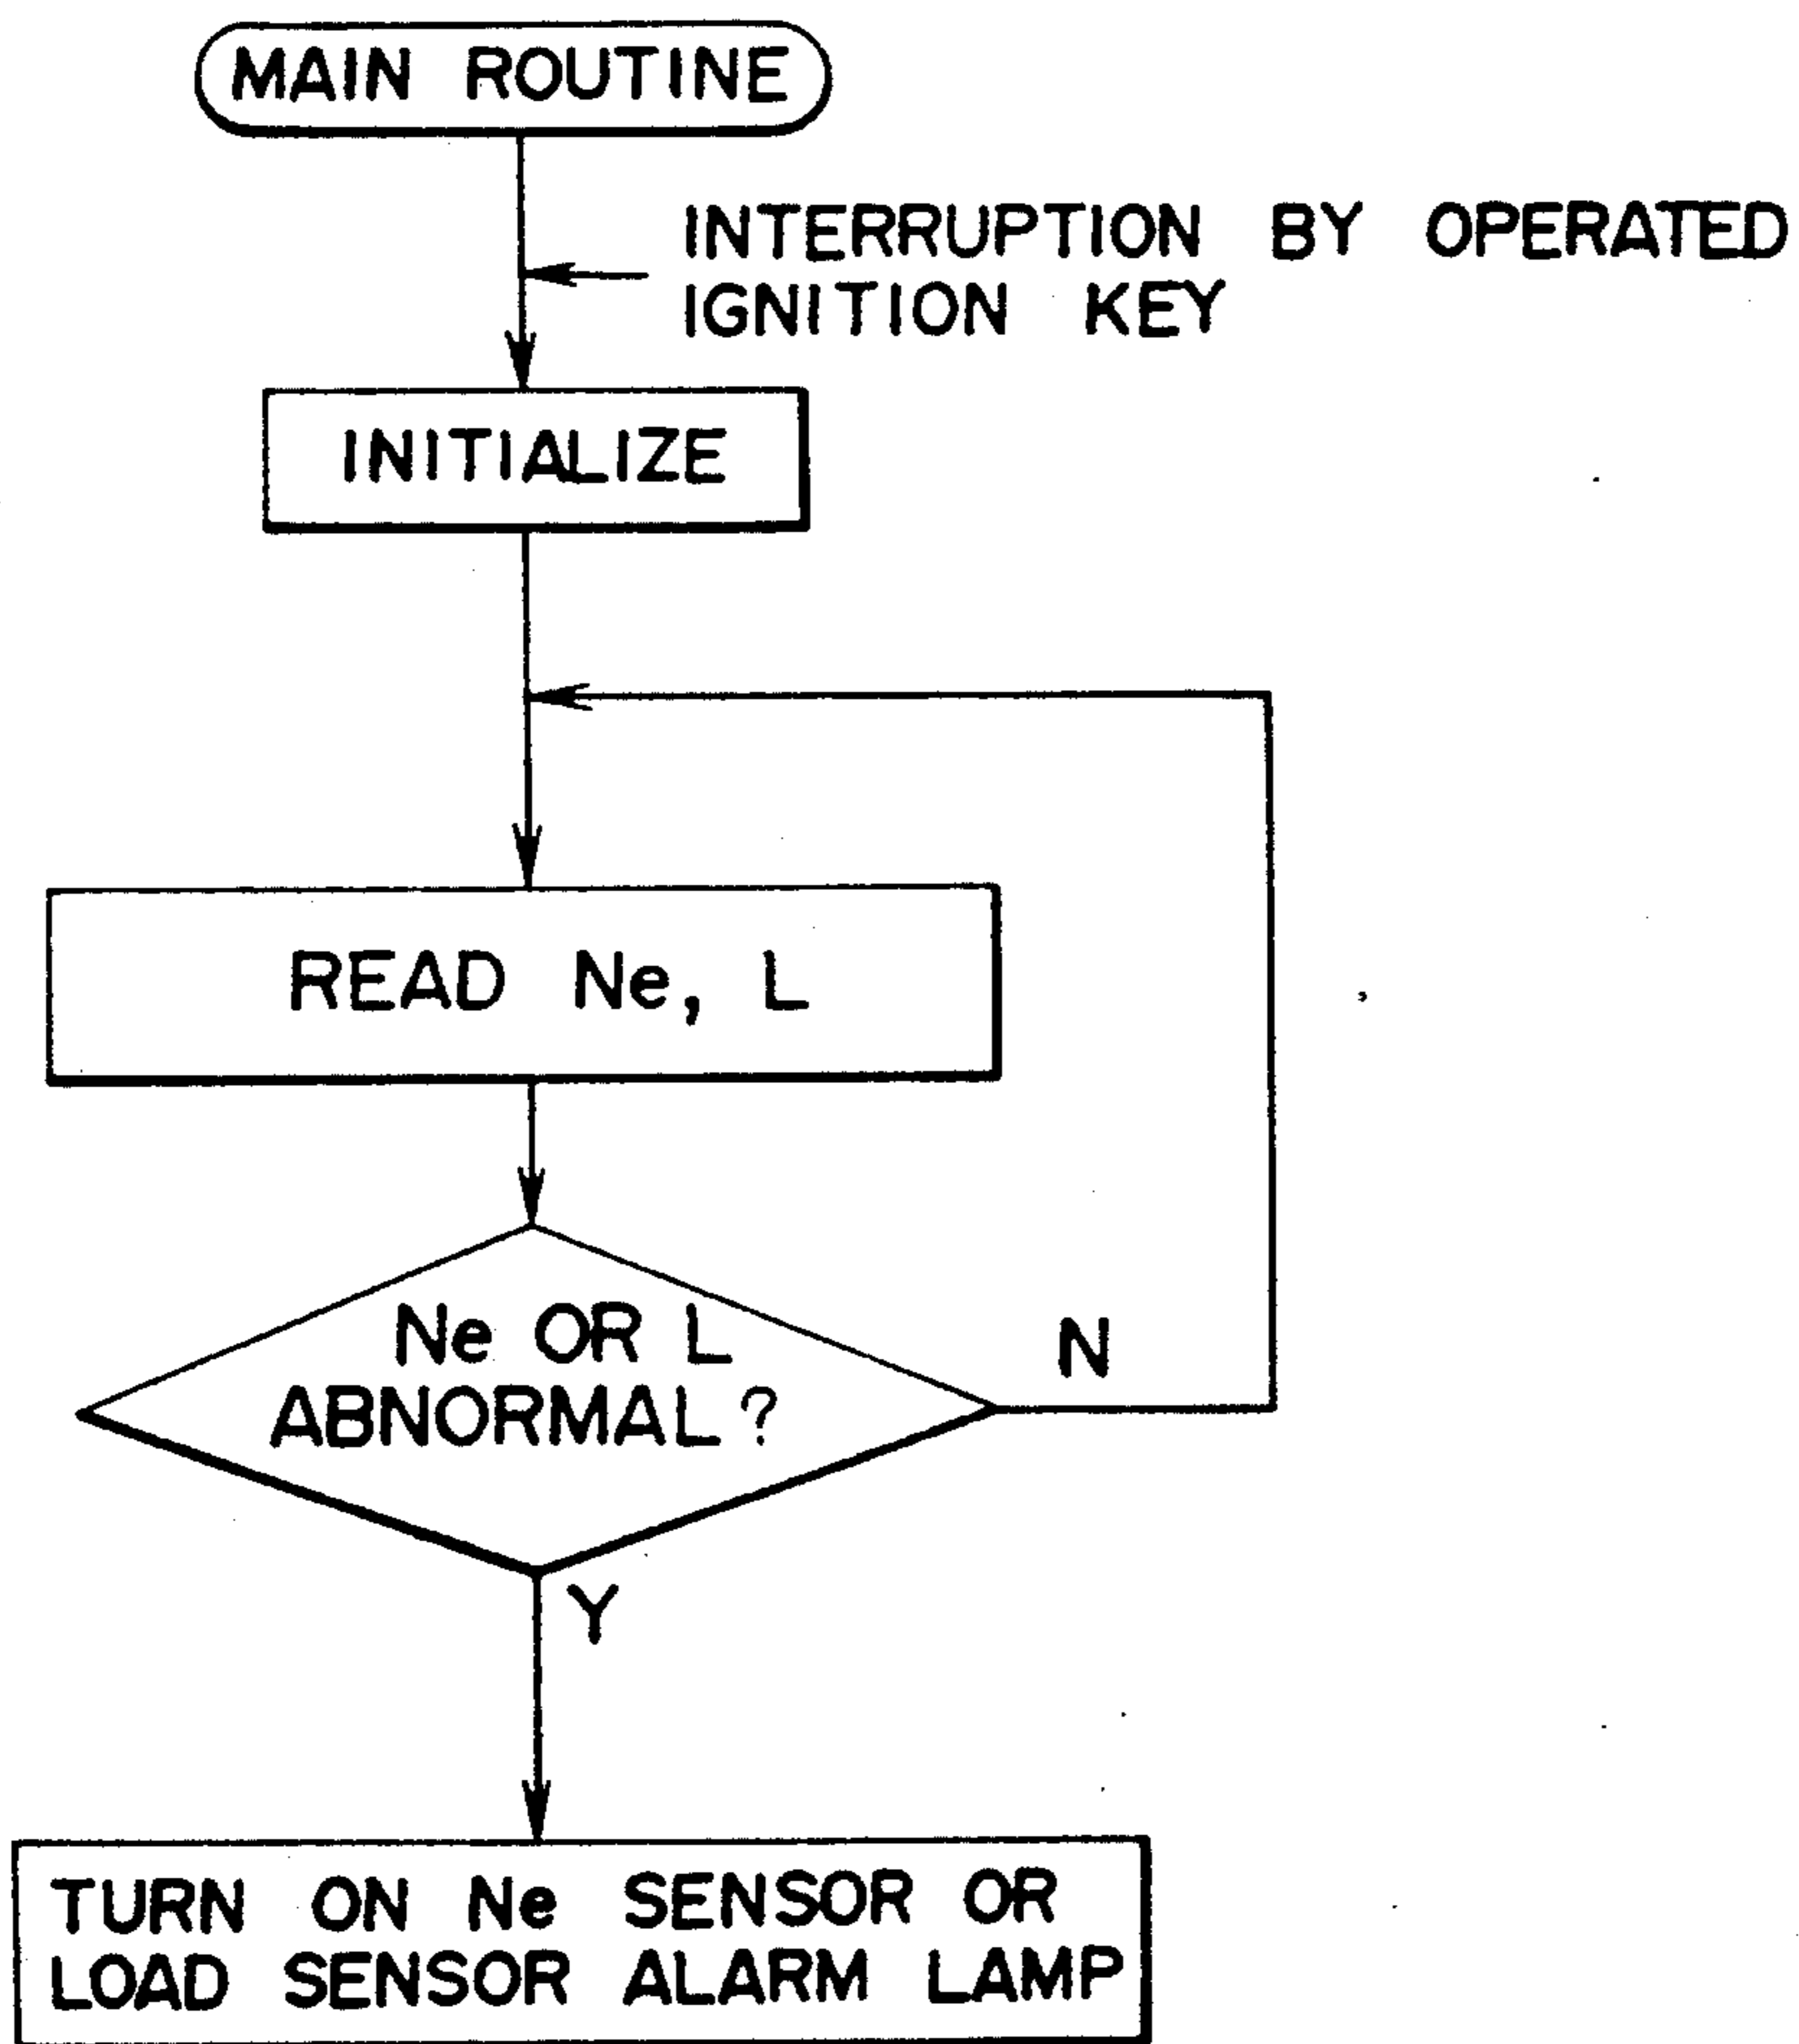 MAIN ROUTINE
INTERRUPTION BY OPERATED
IGNITION KEY
INITIALIZE
READ Ne, L
Ne OR L
ABNORMAL?
N
Y
TURN ON Ne SENSOR OR
LOAD SENSOR ALARM LAMP